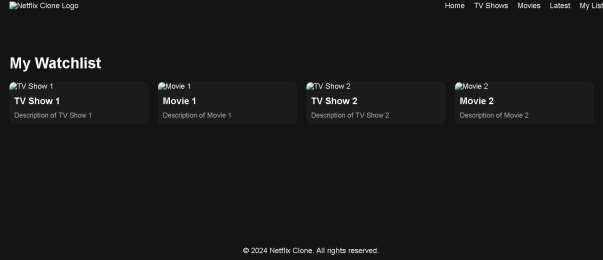 Netflix Clone Logo
Home TV Shows Movies Latest My List
My Watchlist
TV Show 1 Movie 1 TV Show 2 Movie 2
TV Show 1 Movie 1 TV Show 2 Movie 2
Description of TV Show 1 Description of Movie 1 Description of TV Show 2 Description of Movie 2
© 2024 Netflix Clone. All rights reserved.